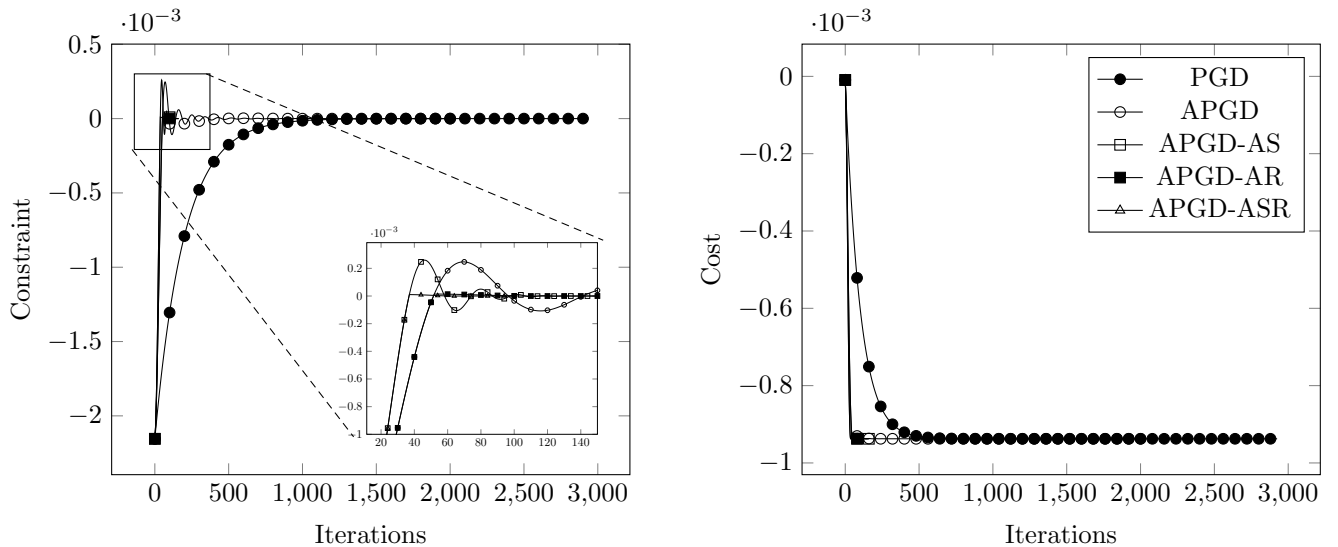 ·10⁻³
0.5
0
−0.5
−1
−1.5
−2
Constraint
0 500 1,000 1,500 2,000 2,500 3,000
Iterations
·10⁻³
0.2
0
−0.2
−0.4
−0.6
−0.8
−1
20 40 60 80 100 120 140
·10⁻³
0
−0.2
−0.4
−0.6
−0.8
−1
Cost
0 500 1,000 1,500 2,000 2,500 3,000
Iterations
PGD
APGD
APGD-AS
APGD-AR
APGD-ASR